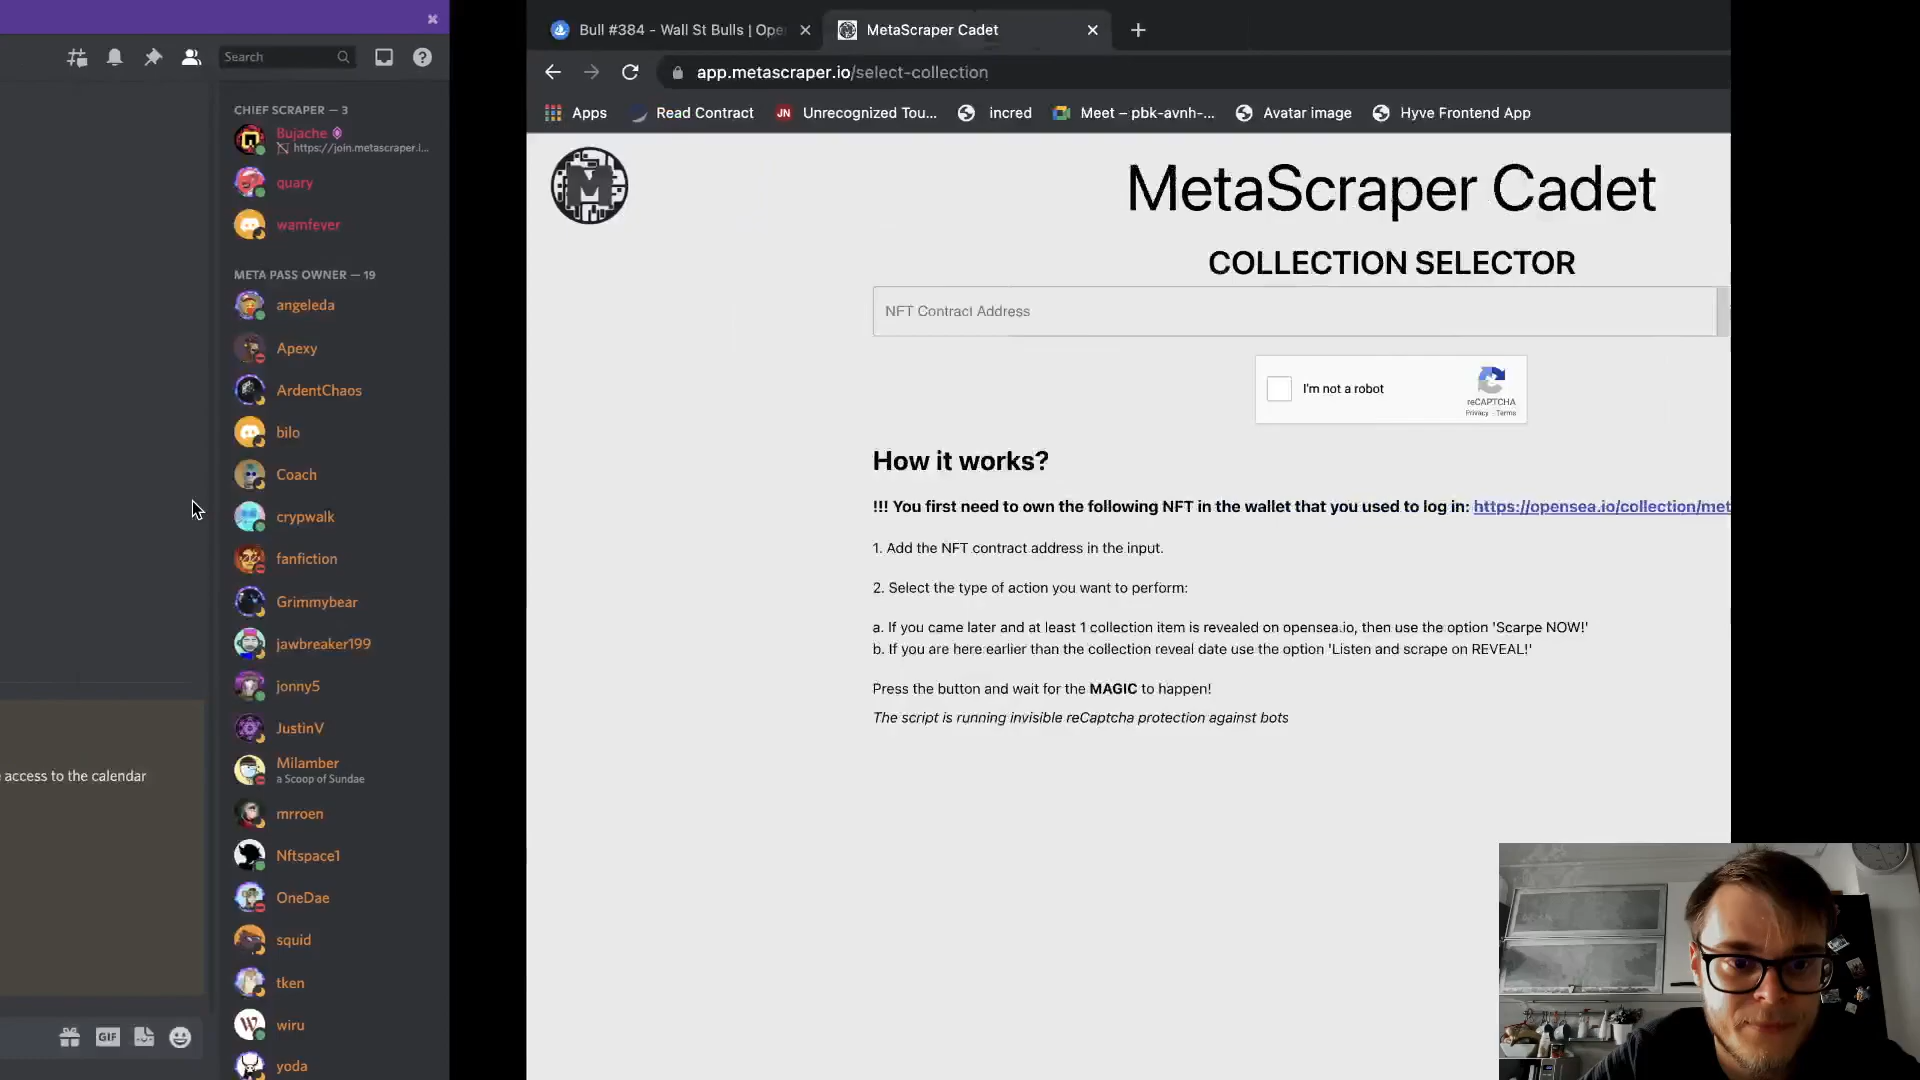 Search
CHIEF SCRAPER — 3
Bujache
https://join.metascraper.i...
quary
wamfever
META PASS OWNER — 19
angeleda
Apexy
ArdentChaos
bilo
Coach
crypwalk
fanfiction
Grimmybear
jawbreaker199
jonny5
JustinV
Milamber
a Scoop of Sundae
mrroen
Nftspace1
OneDae
squid
tken
wiru
yoda
access to the calendar
GIF
Bull #384 - Wall St Bulls | Ope
MetaScraper Cadet
app.metascraper.io/select-collection
Apps
Read Contract
JN
Unrecognized Tou...
incred
Meet – pbk-avnh-...
Avatar image
Hyve Frontend App
M
MetaScraper Cadet
COLLECTION SELECTOR
NFT Contract Address
I'm not a robot
reCAPTCHA
Privacy - Terms
How it works?
!!! You first need to own the following NFT in the wallet that you used to log in: https://opensea.io/collection/met
1. Add the NFT contract address in the input.
2. Select the type of action you want to perform:
a. If you came later and at least 1 collection item is revealed on opensea.io, then use the option 'Scarpe NOW!'
b. If you are here earlier than the collection reveal date use the option 'Listen and scrape on REVEAL!'
Press the button and wait for the MAGIC to happen!
The script is running invisible reCaptcha protection against bots